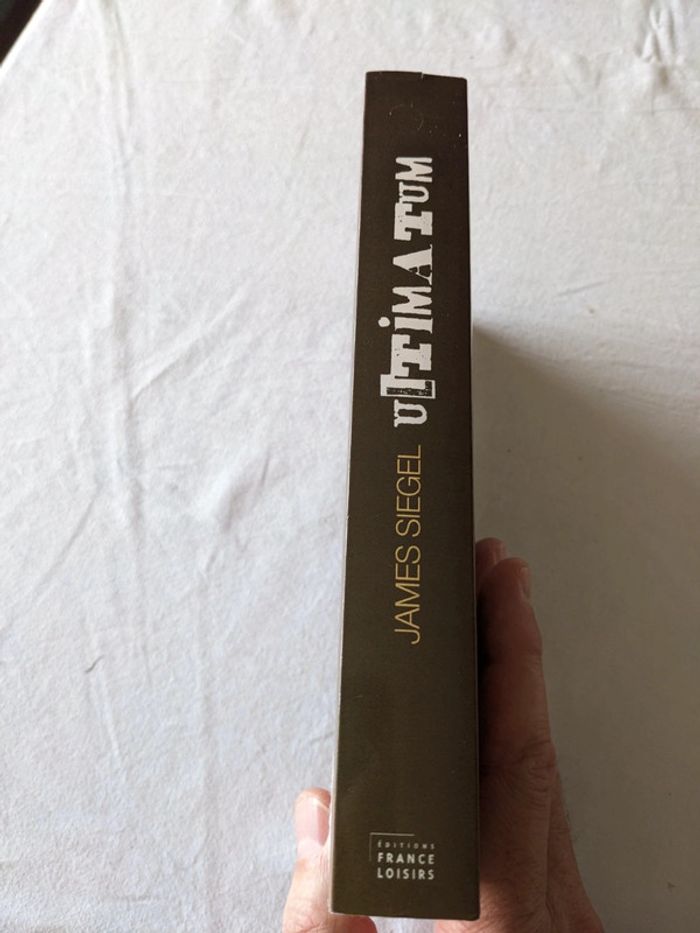 JAMES SIEGEL ULTIMATUM
ÉDITIONS
FRANCE
LOISIRS